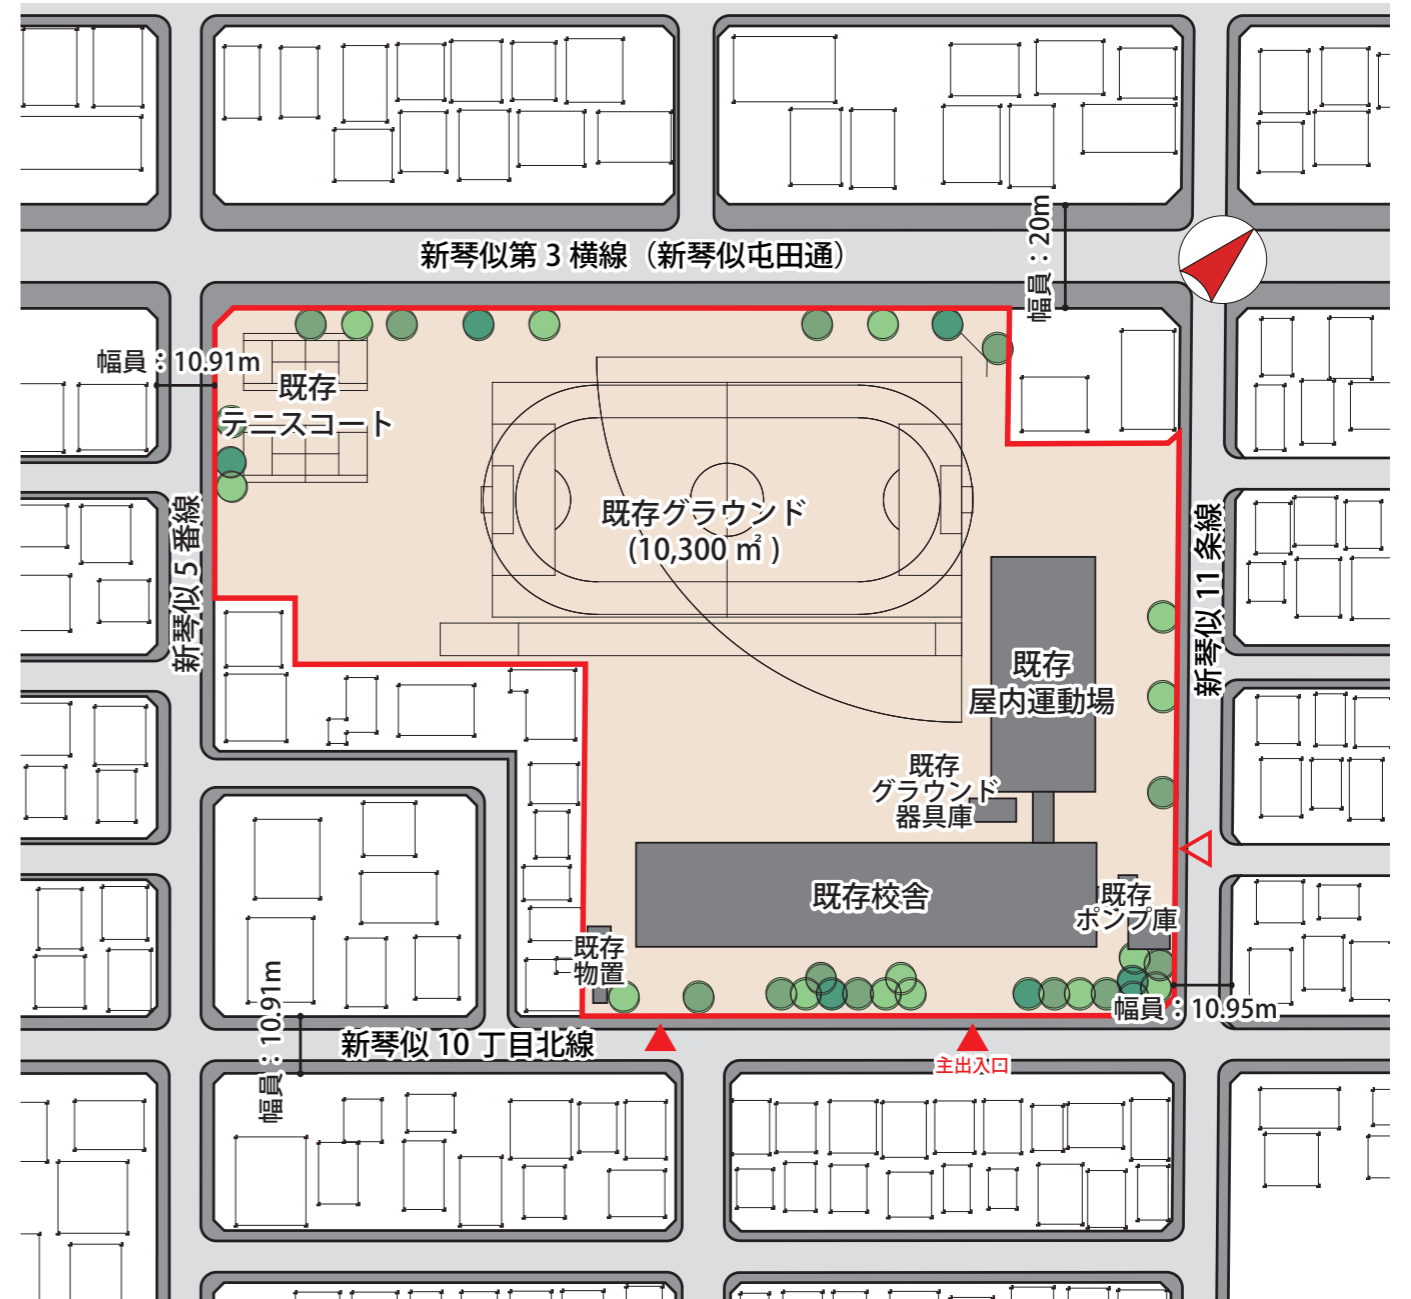 新琴似第 3 横線（新琴似屯田通）
幅員：20m
幅員：10.91m
既存
テニスコート
既存グラウンド
(10,300 ㎡ )
新琴似 5 番線
新琴似 11 条線
既存
屋内運動場
既存
グラウンド
器具庫
既存校舎
既存
ポンプ庫
既存
物置
幅員：10.95m
幅員：10.91m
新琴似 10 丁目北線
主出入口